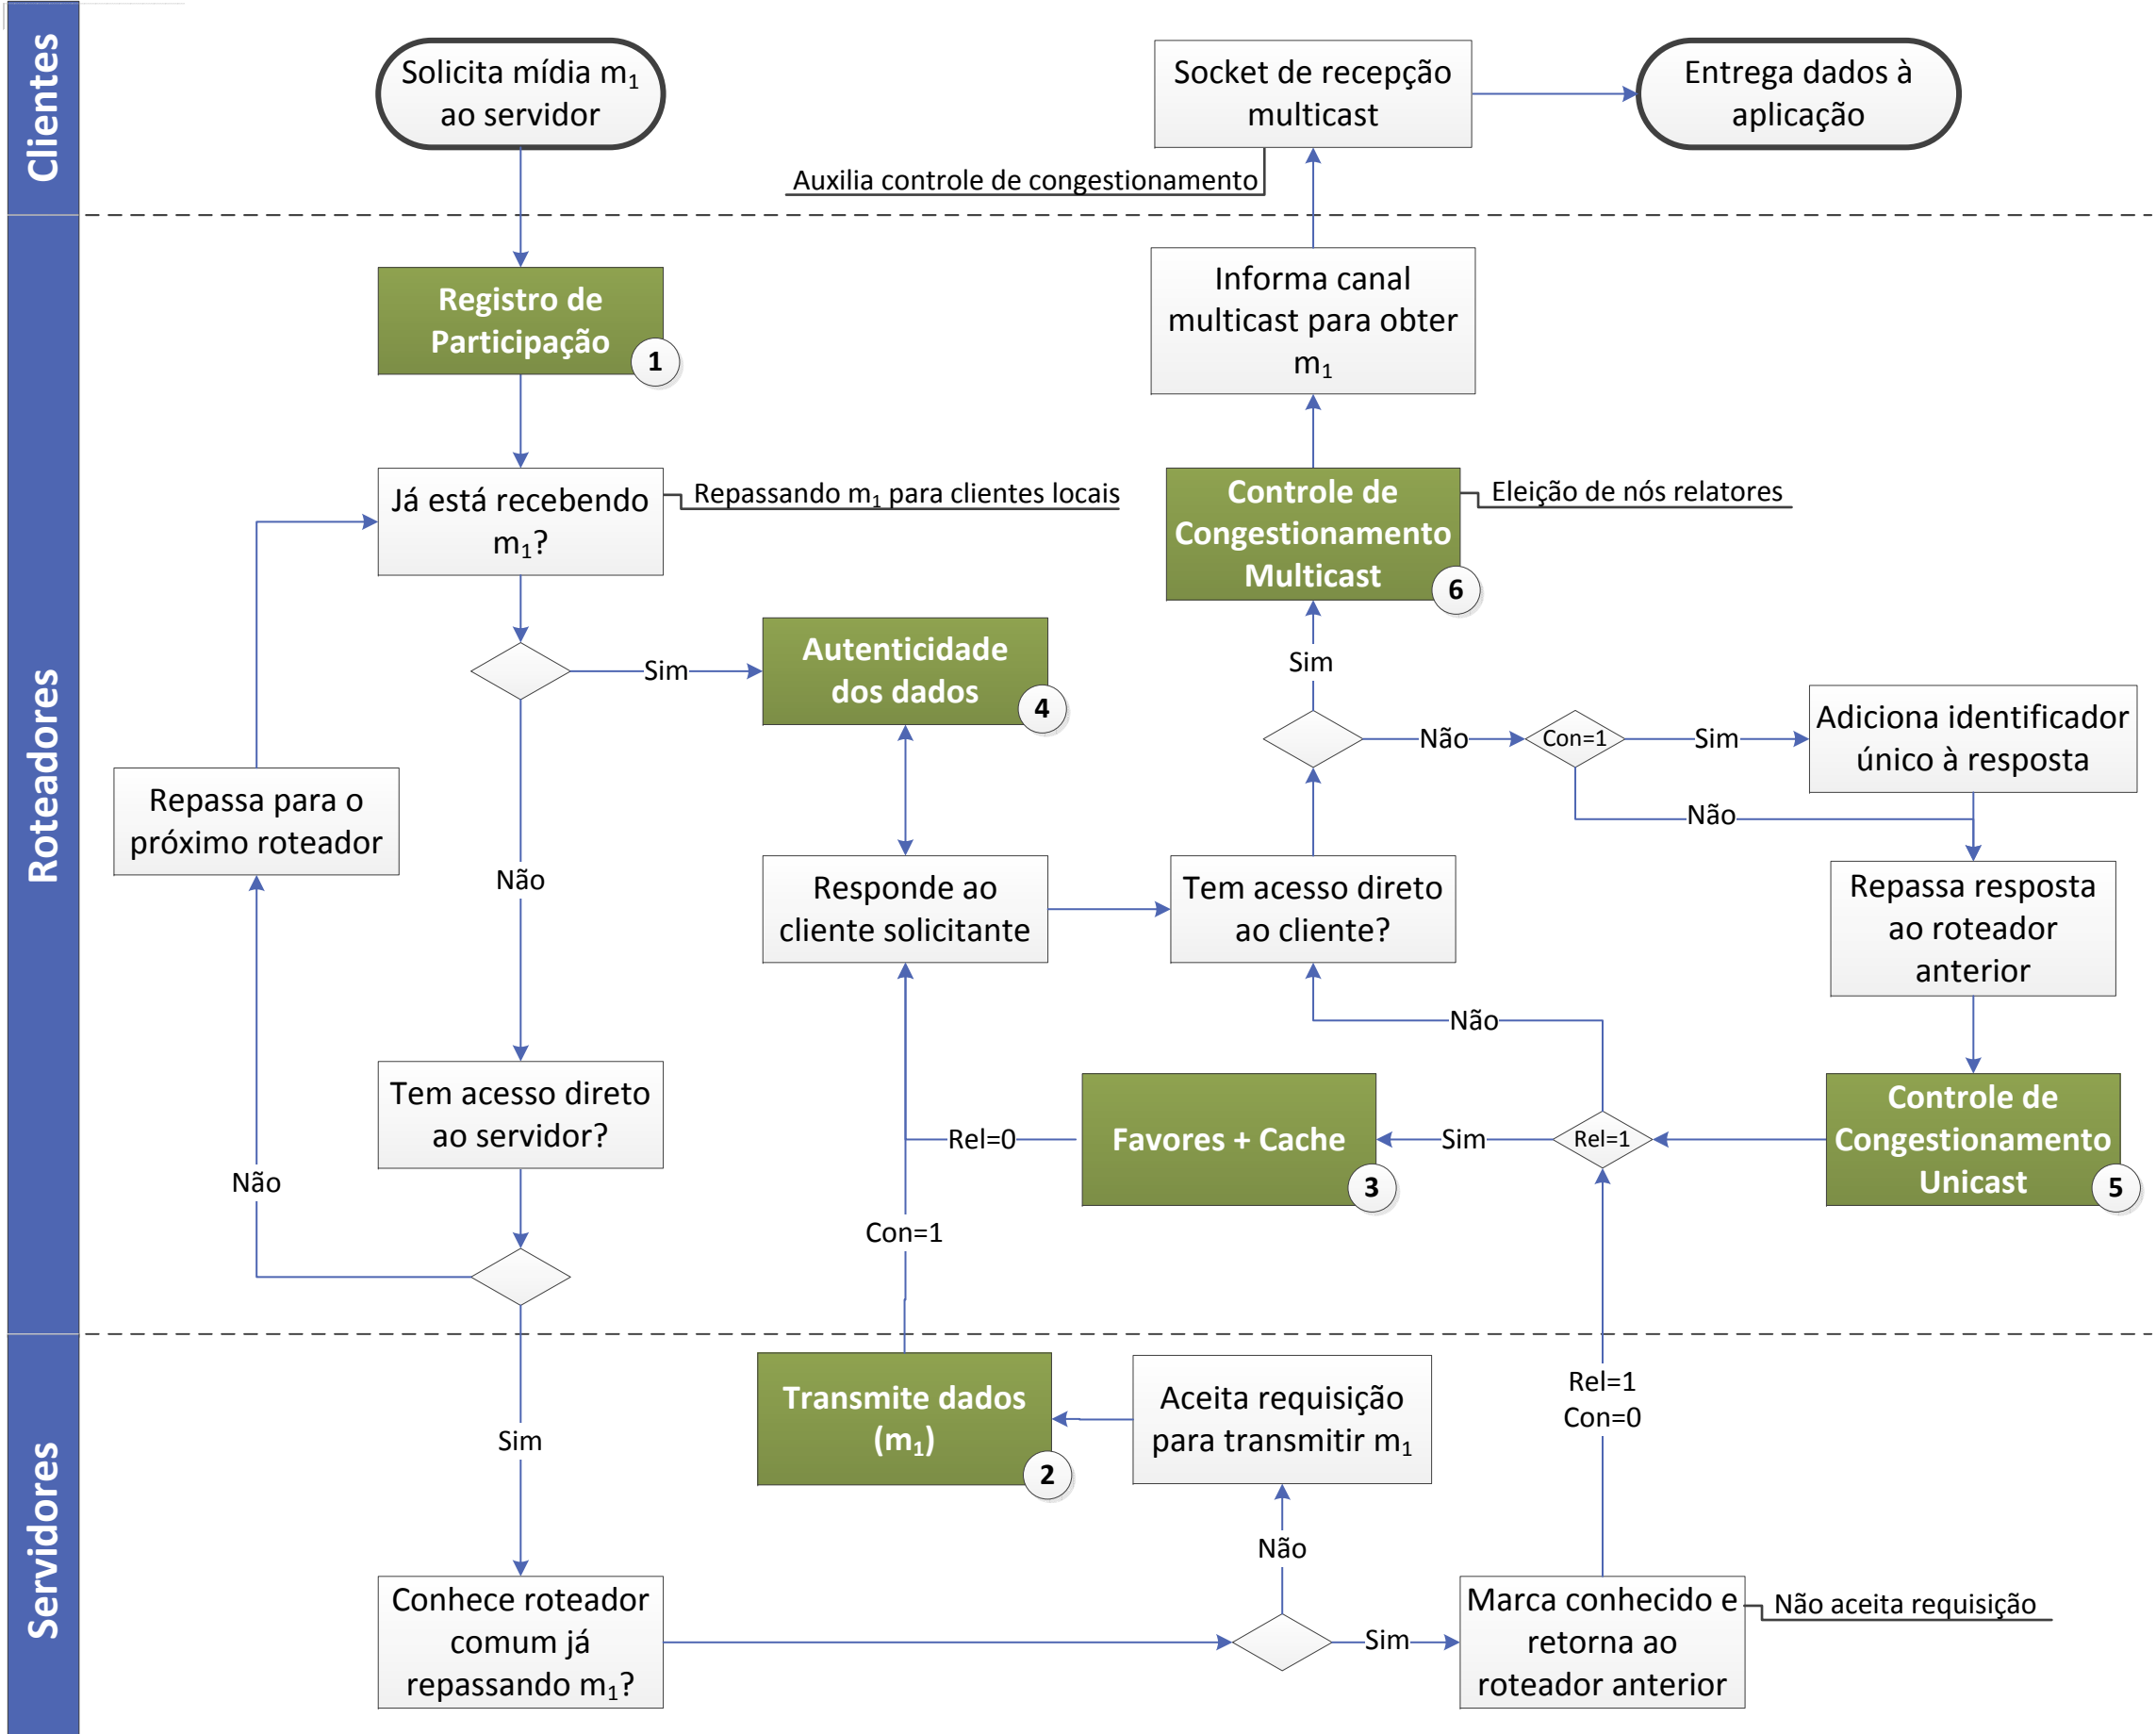 Clientes
Solicita mídia m₁
ao servidor
Socket de recepção
multicast
Entrega dados à
aplicação
Auxilia controle de congestionamento
Roteadores
Registro de
Participação
1
Informa canal
multicast para obter
m₁
Já está recebendo
m₁?
Repassando m₁ para clientes locais
Controle de
Congestionamento
Multicast
6
Eleição de nós relatores
Sim
Autenticidade
dos dados
4
Sim
Não
Con=1
Sim
Adiciona identificador
único à resposta
Não
Repassa para o
próximo roteador
Não
Responde ao
cliente solicitante
Tem acesso direto
ao cliente?
Repassa resposta
ao roteador
anterior
Não
Tem acesso direto
ao servidor?
Rel=0
Favores + Cache
3
Sim
Rel=1
Controle de
Congestionamento
Unicast
5
Não
Con=1
Servidores
Sim
Transmite dados
(m₁)
2
Aceita requisição
para transmitir m₁
Rel=1
Con=0
Não
Conhece roteador
comum já
repassando m₁?
Sim
Marca conhecido e
retorna ao
roteador anterior
Não aceita requisição